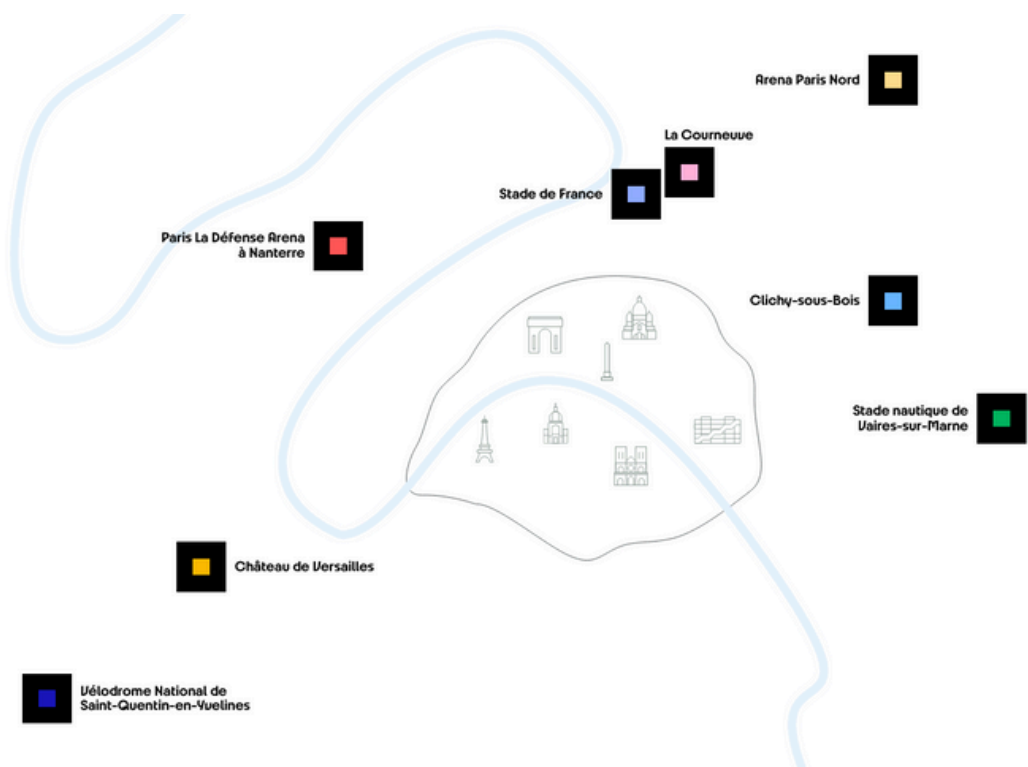 Arena Paris Nord
La Courneuve
Stade de France
Paris La Défense Arena
à Nanterre
Clichy-sous-Bois
Stade nautique de
Vaires-sur-Marne
Château de Versailles
Vélodrome National de
Saint-Quentin-en-Yvelines